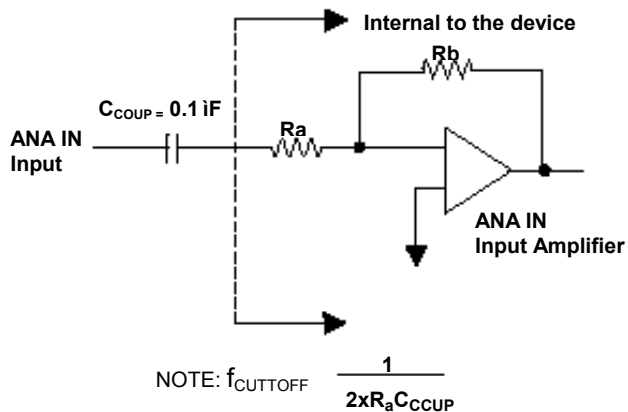 Internal to the device
Rb
CCOUP = 0.1 ìF
Ra
ANA IN
Input
ANA IN
Input Amplifier
NOTE: fCUTTOFF 1
2xRaCCCUP